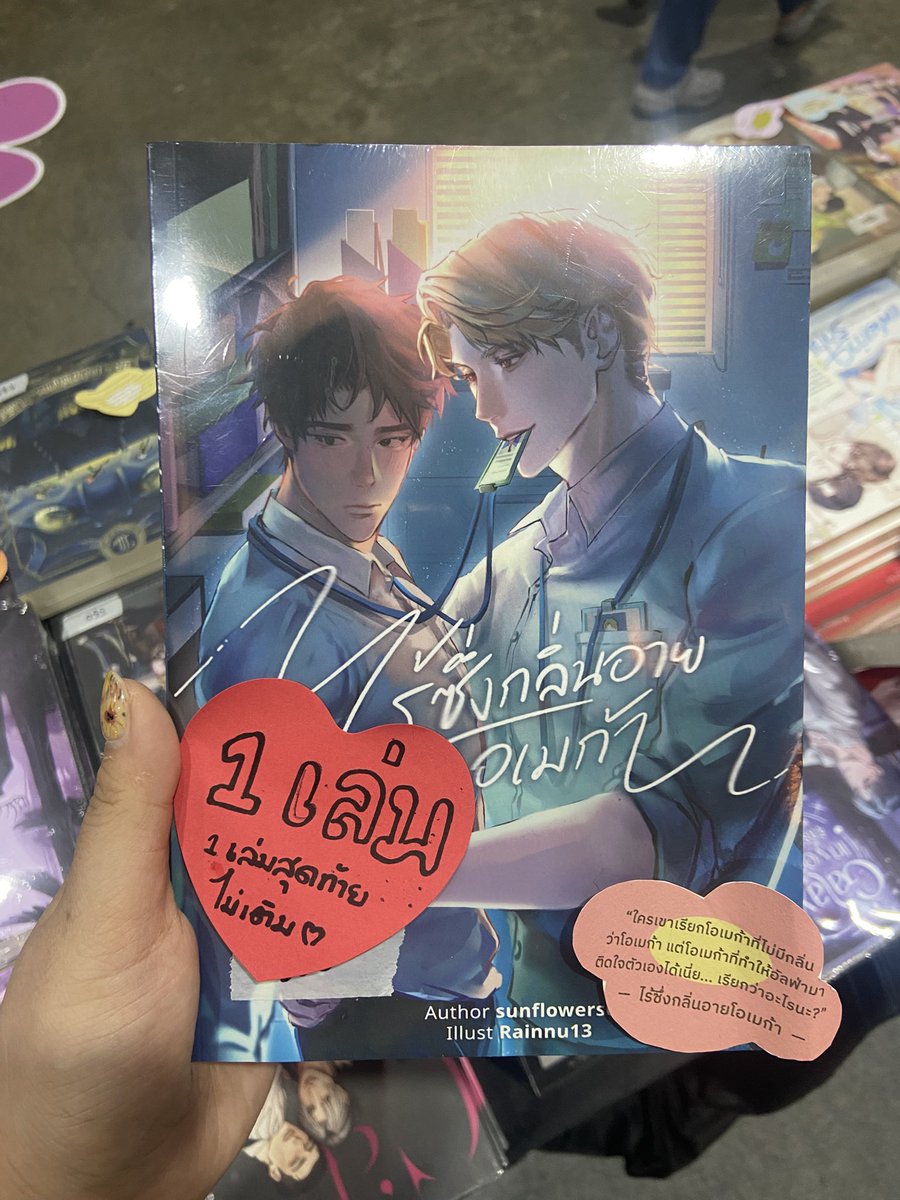 ไร้ซึ่งกลิ่นอาย
โอเมก้า
1 เล่ม
1 เล่มสุดท้าย
ไม่เติม
Author sunflowers
Illust Rainnu13
“ใครเขาเรียกโอเมก้าที่ไม่มีกลิ่น
ว่าโอเมก้า แต่โอเมก้าที่ทำให้อัลฟ่ามา
ติดใจตัวเองได้เนี่ย... เรียกว่าอะไรนะ?”
— ไร้ซึ่งกลิ่นอายโอเมก้า —